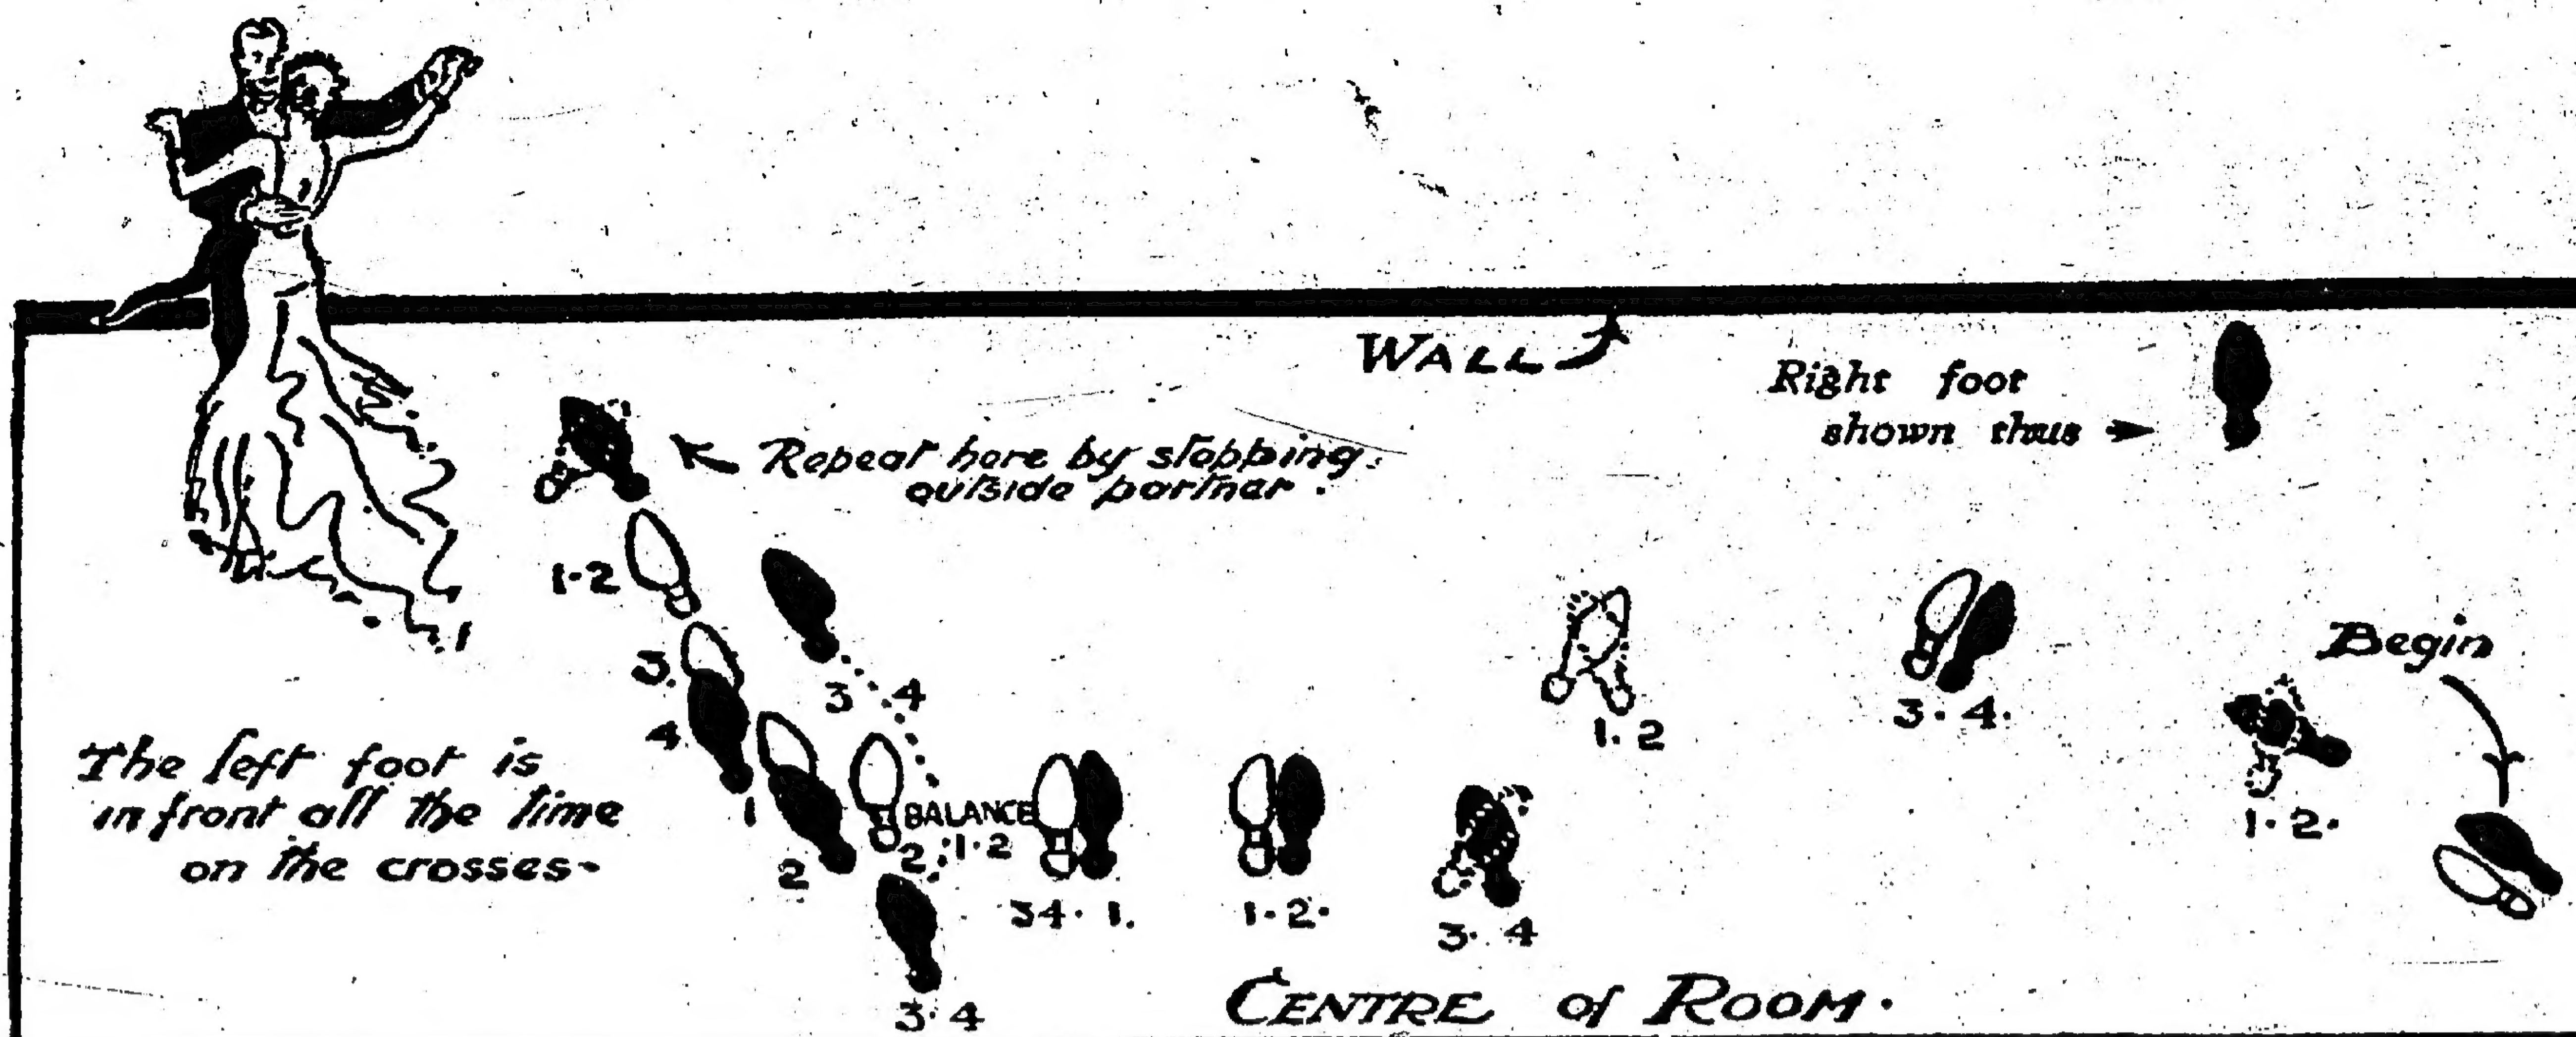 WALL
Right foot
shown thus
Repeat here by stepping
outside partner.
Begin
1-2
3. 4
3.
4.
1
2
The left foot is
in front all the time
on the crosses-
BALANCE
2 1-2
34. 1.
1-2.
3. 4
1. 2
3. 4.
1. 2.
3. 4
CENTRE of ROOM.